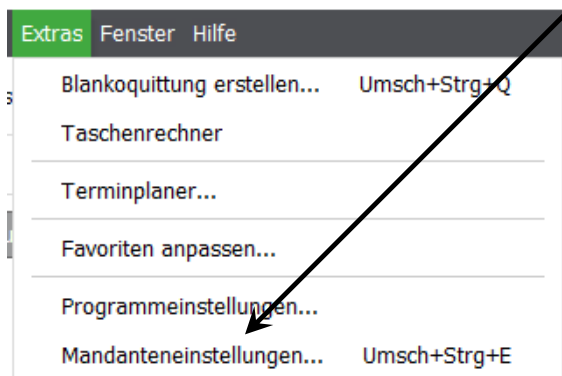 Extras Fenster Hilfe
Blankoquittung erstellen... Umsch+Strg+Q
Taschenrechner
Terminplaner...
Favoriten anpassen...
Programmeinstellungen...
Mandanteneinstellungen... Umsch+Strg+E